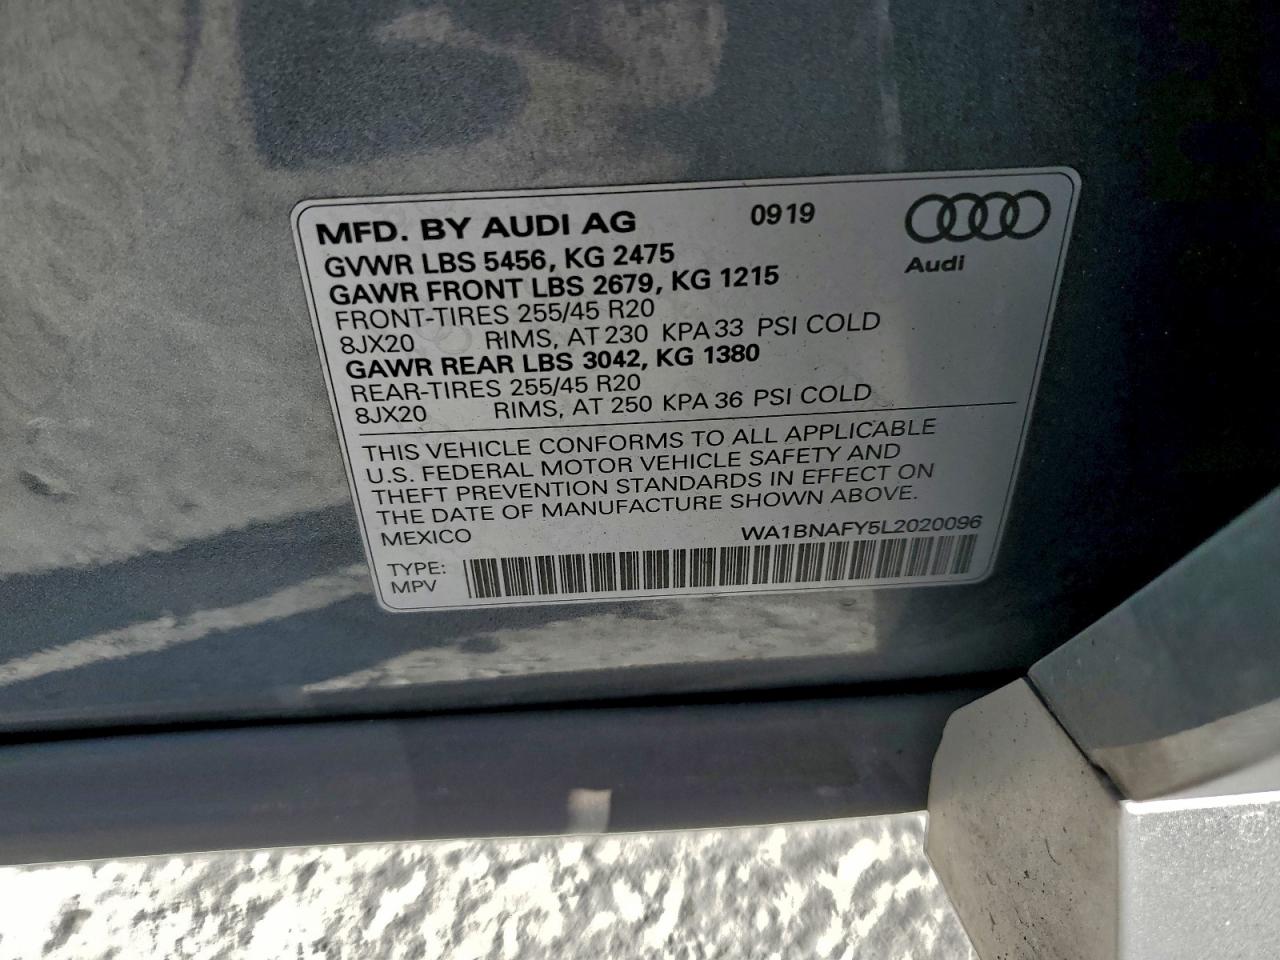 MFD. BY AUDI AG 0919
GVWR LBS 5456, KG 2475
Audi
GAWR FRONT LBS 2679, KG 1215
FRONT-TIRES 255/45 R20
8JX20 RIMS, AT 230 KPA 33 PSI COLD
GAWR REAR LBS 3042, KG 1380
REAR-TIRES 255/45 R20
8JX20 RIMS, AT 250 KPA 36 PSI COLD
THIS VEHICLE CONFORMS TO ALL APPLICABLE
U.S. FEDERAL MOTOR VEHICLE SAFETY AND
THEFT PREVENTION STANDARDS IN EFFECT ON
THE DATE OF MANUFACTURE SHOWN ABOVE.
MEXICO WA1BNAFY5L2020096
TYPE:
MPV